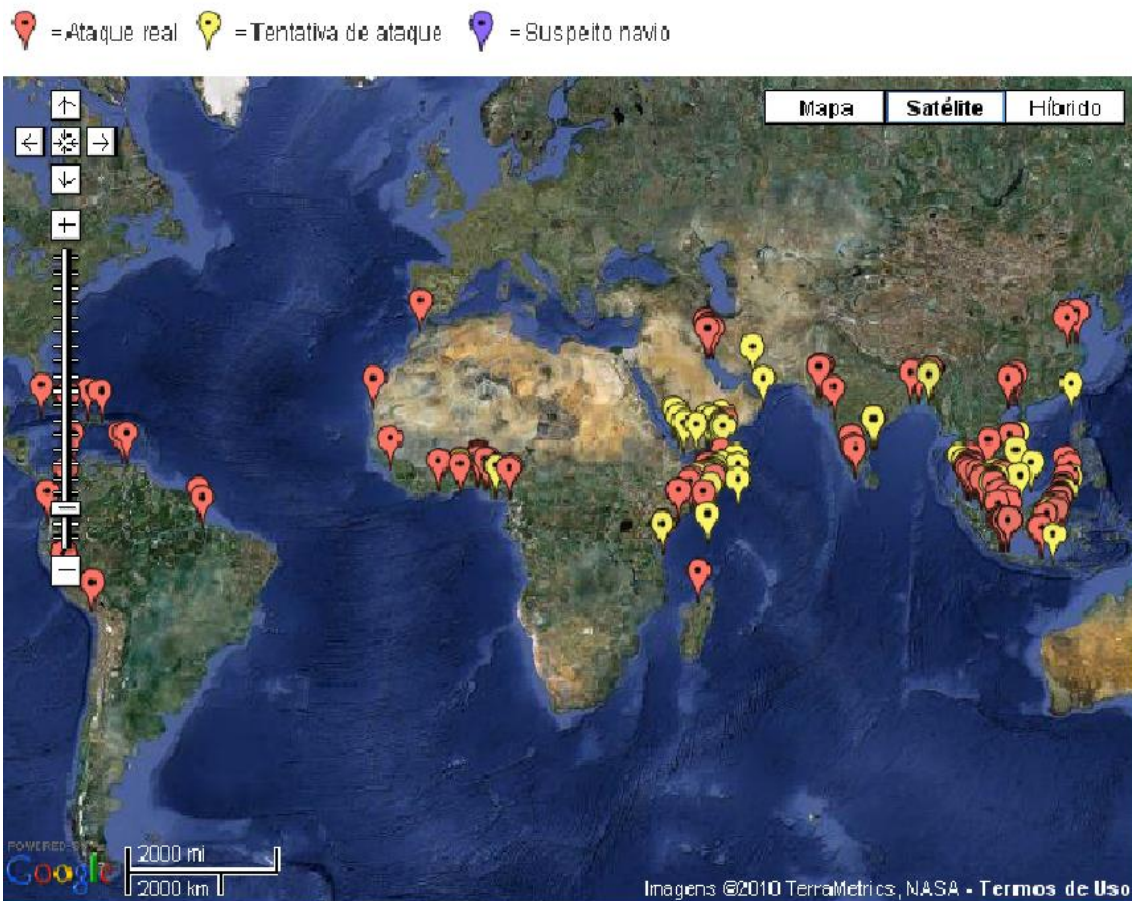 = Ataque real = Tentativa de ataque = Suspeito navio
Mapa Satélite Híbrido
POWERED BY
Google
2000 mi
2000 km
Imagens ©2010 TerraMetrics, NASA - Termos de Uso